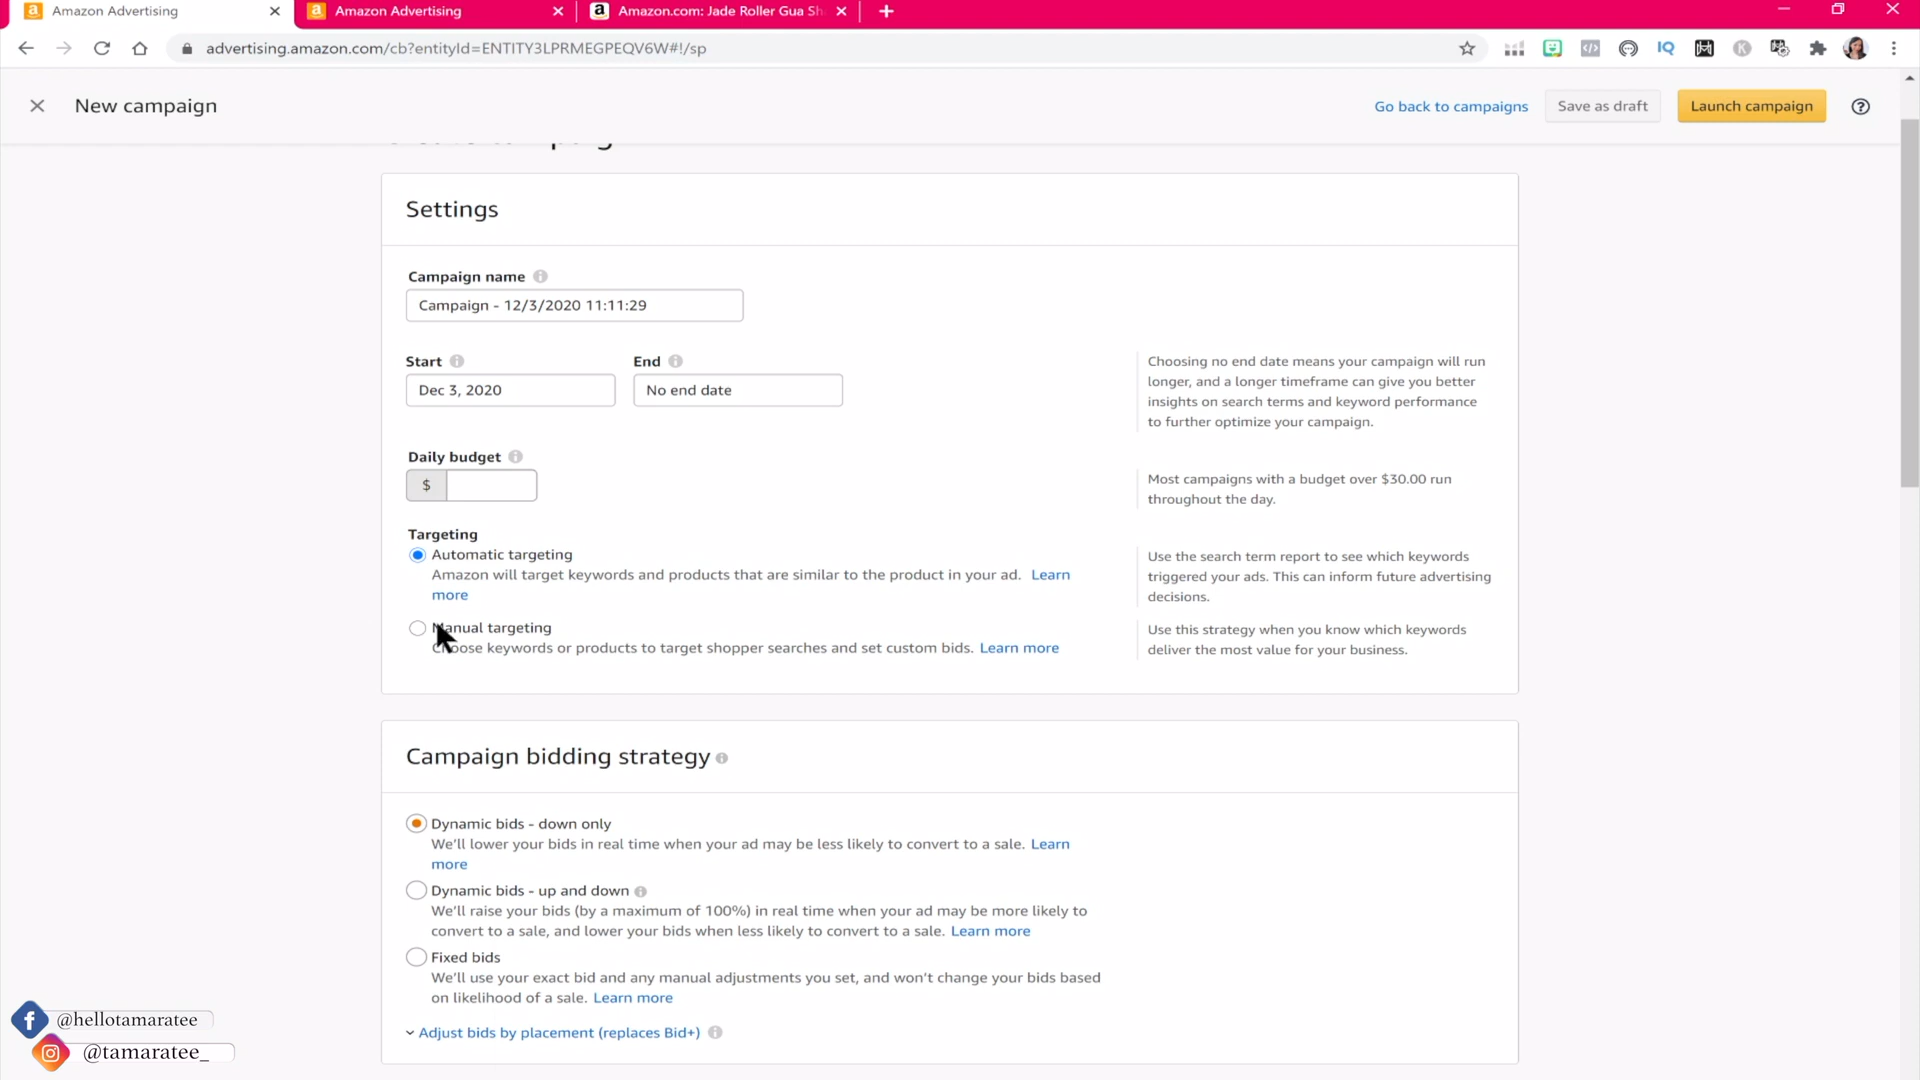 Amazon Advertising
Amazon Advertising
Amazon.com: Jade Roller Gua Sh
advertising.amazon.com/cb?entityId=ENTITY3LPRMEGPEQV6W#!/sp
IQ
K
New campaign
Go back to campaigns
Save as draft
Launch campaign
Settings
Campaign name
Campaign - 12/3/2020 11:11:29
Start
End
Dec 3, 2020
No end date
Choosing no end date means your campaign will run
longer, and a longer timeframe can give you better
insights on search terms and keyword performance
to further optimize your campaign.
Daily budget
$
Most campaigns with a budget over $30.00 run
throughout the day.
Targeting
Automatic targeting
Amazon will target keywords and products that are similar to the product in your ad. Learn
more
Use the search term report to see which keywords
triggered your ads. This can inform future advertising
decisions.
Manual targeting
Choose keywords or products to target shopper searches and set custom bids. Learn more
Use this strategy when you know which keywords
deliver the most value for your business.
Campaign bidding strategy
Dynamic bids - down only
We'll lower your bids in real time when your ad may be less likely to convert to a sale. Learn
more
Dynamic bids - up and down
We'll raise your bids (by a maximum of 100%) in real time when your ad may be more likely to
convert to a sale, and lower your bids when less likely to convert to a sale. Learn more
Fixed bids
We'll use your exact bid and any manual adjustments you set, and won't change your bids based
on likelihood of a sale. Learn more
Adjust bids by placement (replaces Bid+)
@hellotamaratee
@tamaratee_